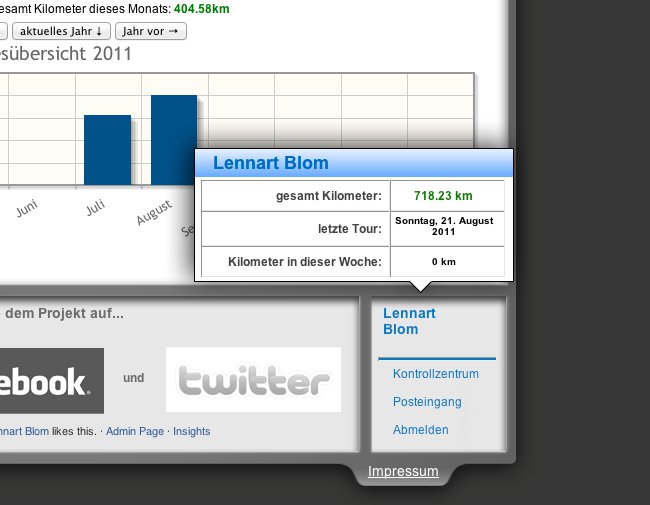 esamt Kilometer dieses Monats: 404.58km
aktuelles Jahr ↓ Jahr vor →
esübersicht 2011
Juni Juli August Se
Lennart Blom
gesamt Kilometer: 718.23 km
letzte Tour: Sonntag, 21. August
2011
Kilometer in dieser Woche: 0 km
dem Projekt auf...
Lennart
Blom
ebook. und twitter
Kontrollzentrum
Posteingang
Abmelden
nnart Blom likes this. · Admin Page · Insights
Impressum